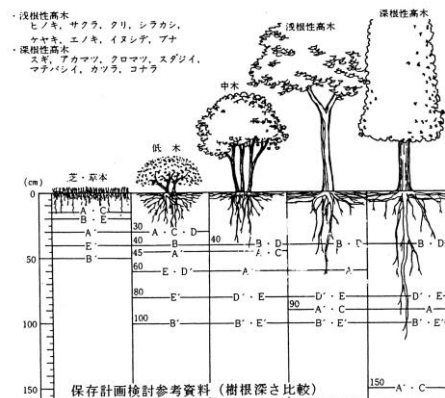 ・浅根性高木
ヒノキ、サクラ、クリ、シラカシ、
ケヤキ、エノキ、イヌシデ、ブナ
・深根性高木
スギ、アカマツ、クロマツ、スダジイ、
マテバシイ、カツラ、コナラ
深根性高木
浅根性高木
中木
低木
芝・草本
(cm)
0
A・C
B・E
A´
E´
B´
50
100
150
30 A・C・D
40 B
45 A´
60 E・D´
80 E´
100 B´
40 B・D
A・C
A´
D´・E
B´・E´
B・D
A
D´・E
90 A´・C
B´・E´
B・D
D´・E
A
B´・E´
150 A´・C
保存計画検討参考資料(樹根深さ比較)